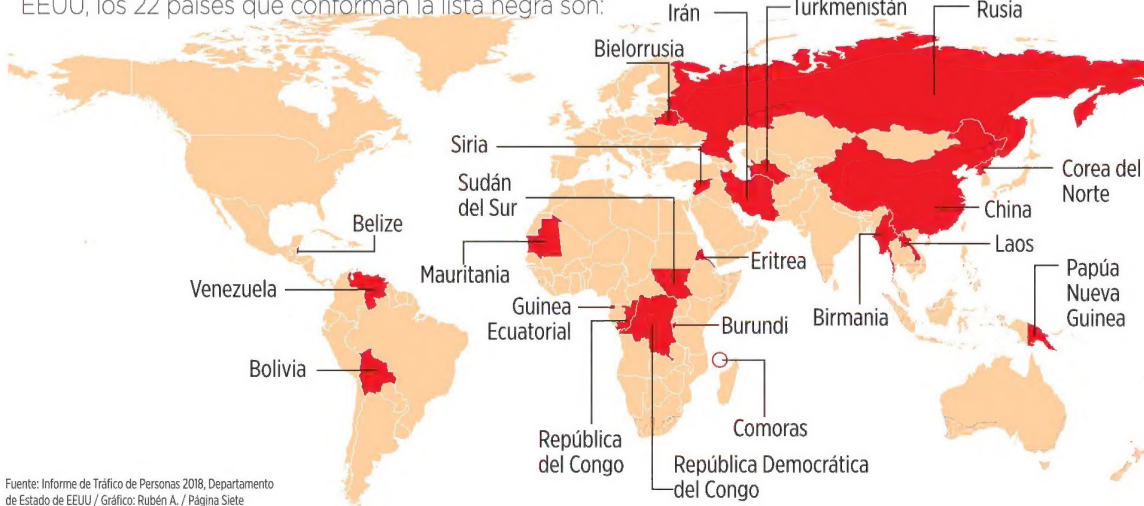 EEUU, los 22 países que conforman la lista negra son:
Irán
Turkmenistán
Rusia
Bielorrusia
Siria
Sudán
del Sur
Corea del
Norte
China
Belize
Laos
Mauritania
Eritrea
Papúa
Nueva
Guinea
Venezuela
Guinea
Ecuatorial
Burundi
Birmania
Bolivia
Comoras
República
del Congo
República Democrática
del Congo
Fuente: Informe de Tráfico de Personas 2018, Departamento
de Estado de EEUU / Gráfico: Rubén A. / Página Siete